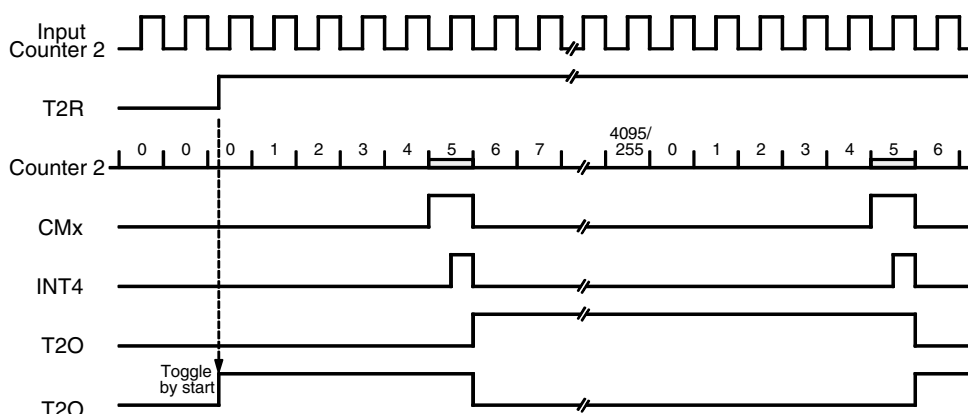 Input
Counter 2
T2R
4095/
0 0 0 1 2 3 4 5 6 7 255 0 1 2 3 4 5 6
Counter 2
CMx
INT4
T2O
Toggle
by start
T2O